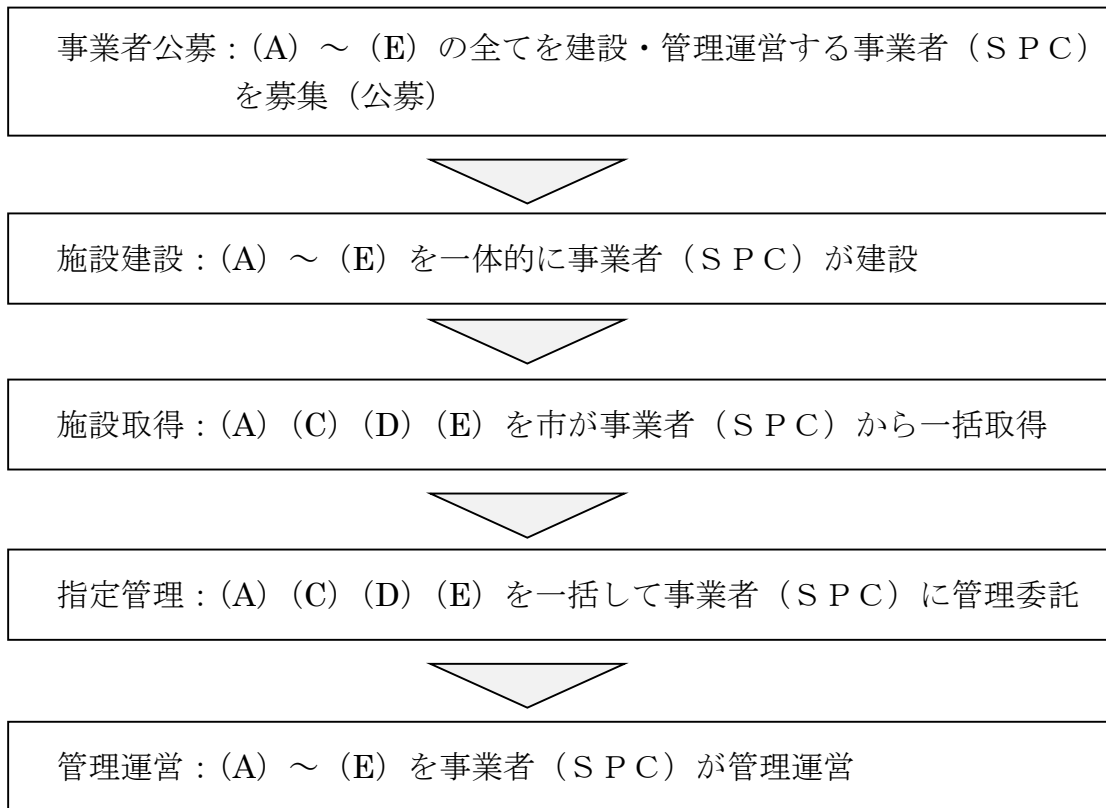 事業者公募：(A) ～ (E) の全てを建設・管理運営する事業者（ＳＰＣ）
を募集（公募）
施設建設：(A) ～ (E) を一体的に事業者（ＳＰＣ）が建設
施設取得：(A) (C) (D) (E) を市が事業者（ＳＰＣ）から一括取得
指定管理：(A) (C) (D) (E) を一括して事業者（ＳＰＣ）に管理委託
管理運営：(A) ～ (E) を事業者（ＳＰＣ）が管理運営